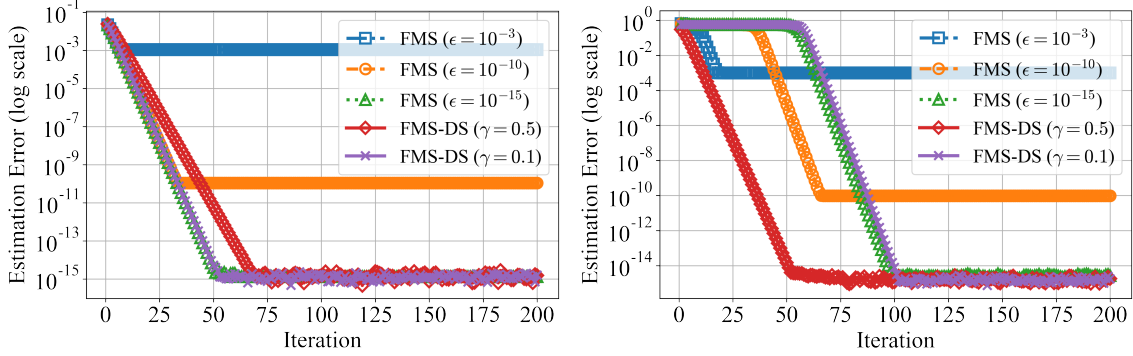 Estimation Error (log scale)
10⁻¹
10⁻³
10⁻⁵
10⁻⁷
10⁻⁹
10⁻¹¹
10⁻¹³
10⁻¹⁵
FMS (ϵ = 10⁻³)
FMS (ϵ = 10⁻¹⁰)
FMS (ϵ = 10⁻¹⁵)
FMS-DS (γ = 0.5)
FMS-DS (γ = 0.1)
0 25 50 75 100 125 150 175 200
Iteration
Estimation Error (log scale)
10⁰
10⁻²
10⁻⁴
10⁻⁶
10⁻⁸
10⁻¹⁰
10⁻¹²
10⁻¹⁴
FMS (ϵ = 10⁻³)
FMS (ϵ = 10⁻¹⁰)
FMS (ϵ = 10⁻¹⁵)
FMS-DS (γ = 0.5)
FMS-DS (γ = 0.1)
0 25 50 75 100 125 150 175 200
Iteration